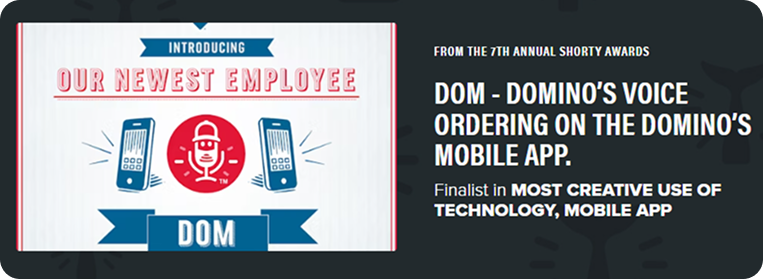 INTRODUCING
OUR NEWEST EMPLOYEE
TM
DOM
FROM THE 7TH ANNUAL SHORTY AWARDS
DOM - DOMINO'S VOICE
ORDERING ON THE DOMINO'S
MOBILE APP.
Finalist in MOST CREATIVE USE OF
TECHNOLOGY, MOBILE APP